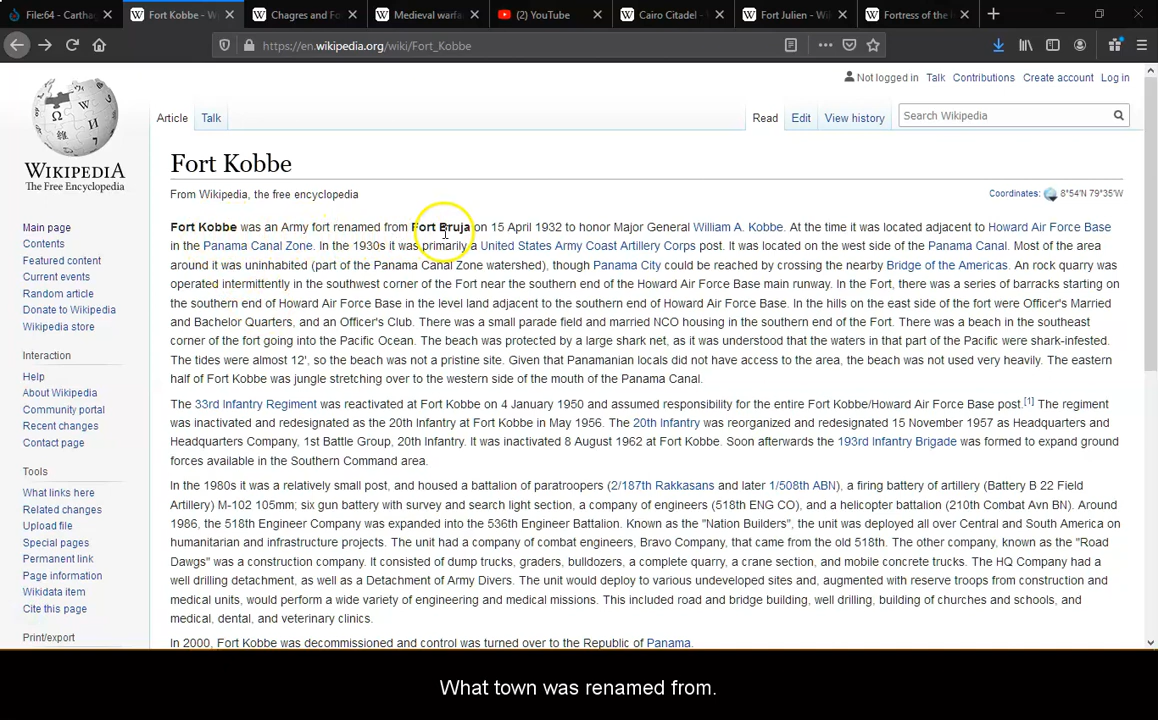 File:64 - Charact
Fort Kobbe - W
Chagres and Fo
Medieval warfa
(2) YouTube
Cairo Citadel - W
Fort Julien - Wi
Fortress of the
https://en.wikipedia.org/wiki/Fort_Kobbe
Not logged in Talk Contributions Create account Log in
Article Talk Read Edit View history Search Wikipedia
WIKIPEDIA
The Free Encyclopedia
Fort Kobbe
From Wikipedia, the free encyclopedia
Coordinates: 8°54′N 79°35′W
Fort Kobbe was an Army fort renamed from Fort Bruja on 15 April 1932 to honor Major General William A. Kobbe. At the time it was located adjacent to Howard Air Force Base
in the Panama Canal Zone. In the 1930s it was primarily a United States Army Coast Artillery Corps post. It was located on the west side of the Panama Canal. Most of the area
around it was uninhabited (part of the Panama Canal Zone watershed), though Panama City could be reached by crossing the nearby Bridge of the Americas. An rock quarry was
operated intermittently in the southwest corner of the Fort near the southern end of the Howard Air Force Base main runway. In the Fort, there was a series of barracks starting on
the southern end of Howard Air Force Base in the level land adjacent to the southern end of Howard Air Force Base. In the hills on the east side of the fort were Officer's Married
and Bachelor Quarters, and an Officer's Club. There was a small parade field and married NCO housing in the southern end of the Fort. There was a beach in the southeast
corner of the fort going into the Pacific Ocean. The beach was protected by a large shark net, as it was understood that the waters in that part of the Pacific were shark-infested.
The tides were almost 12', so the beach was not a pristine site. Given that Panamanian locals did not have access to the area, the beach was not used very heavily. The eastern
half of Fort Kobbe was jungle stretching over to the western side of the mouth of the Panama Canal.
The 33rd Infantry Regiment was reactivated at Fort Kobbe on 4 January 1950 and assumed responsibility for the entire Fort Kobbe/Howard Air Force Base post.[1] The regiment
was inactivated and redesignated as the 20th Infantry at Fort Kobbe in May 1956. The 20th Infantry was reorganized and redesignated 15 November 1957 as Headquarters and
Headquarters Company, 1st Battle Group, 20th Infantry. It was inactivated 8 August 1962 at Fort Kobbe. Soon afterwards the 193rd Infantry Brigade was formed to expand ground
forces available in the Southern Command area.
In the 1980s it was a relatively small post, and housed a battalion of paratroopers (2/187th Rakkasans and later 1/508th ABN), a firing battery of artillery (Battery B 22 Field
Artillery) M-102 105mm; six gun battery with survey and search light section, a company of engineers (518th ENG CO), and a helicopter battalion (210th Combat Avn BN). Around
1986, the 518th Engineer Company was expanded into the 536th Engineer Battalion. Known as the "Nation Builders", the unit was deployed all over Central and South America on
humanitarian and infrastructure projects. The unit had a company of combat engineers, Bravo Company, that came from the old 518th. The other company, known as the "Road
Dawgs" was a construction company. It consisted of dump trucks, graders, bulldozers, a complete quarry, a crane section, and mobile concrete trucks. The HQ Company had a
well drilling detachment, as well as a Detachment of Army Divers. The unit would deploy to various undeveloped sites and, augmented with reserve troops from construction and
medical units, would perform a wide variety of engineering and medical missions. This included road and bridge building, well drilling, building of churches and schools, and
medical, dental, and veterinary clinics.
In 2000, Fort Kobbe was decommissioned and control was turned over to the Republic of Panama.
Main page
Contents
Featured content
Current events
Random article
Donate to Wikipedia
Wikipedia store
Interaction
Help
About Wikipedia
Community portal
Recent changes
Contact page
Tools
What links here
Related changes
Upload file
Special pages
Permanent link
Page information
Wikidata item
Cite this page
Print/export
What town was renamed from.